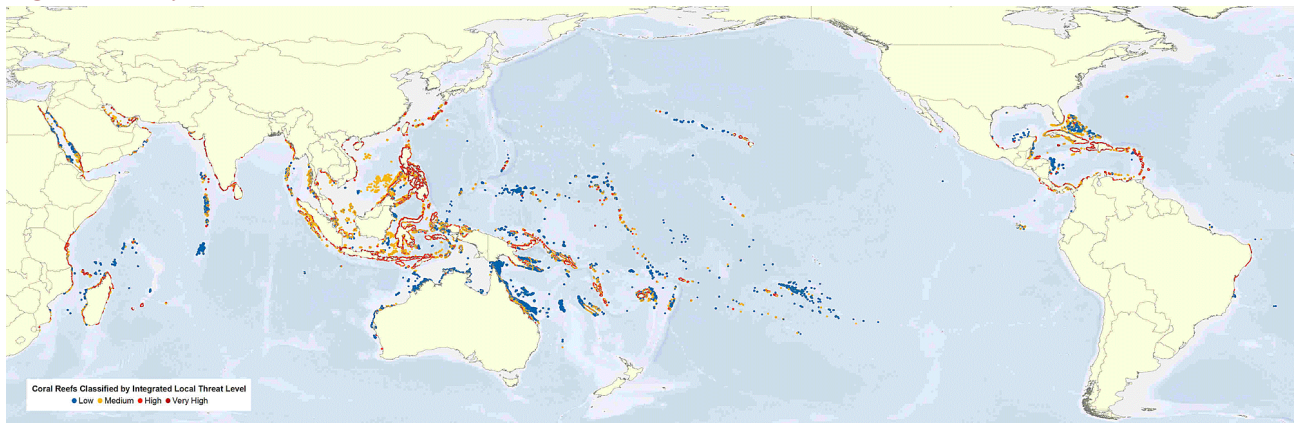 Coral Reefs Classified by Integrated Local Threat Level
Low Medium High Very High